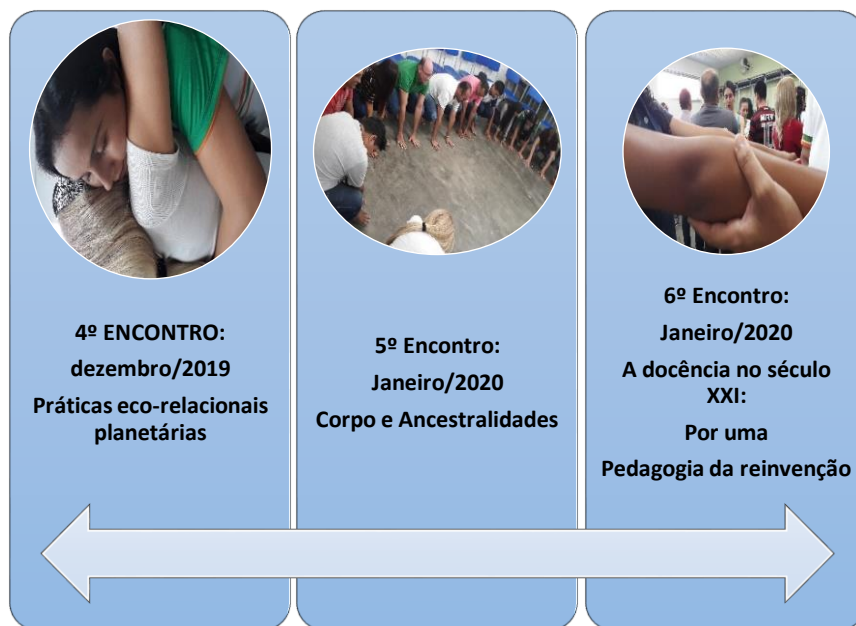 4º ENCONTRO:
dezembro/2019
Práticas eco-relacionais
planetárias
5º Encontro:
Janeiro/2020
Corpo e Ancestralidades
6º Encontro:
Janeiro/2020
A docência no século
XXI:
Por uma
Pedagogia da reinvenção